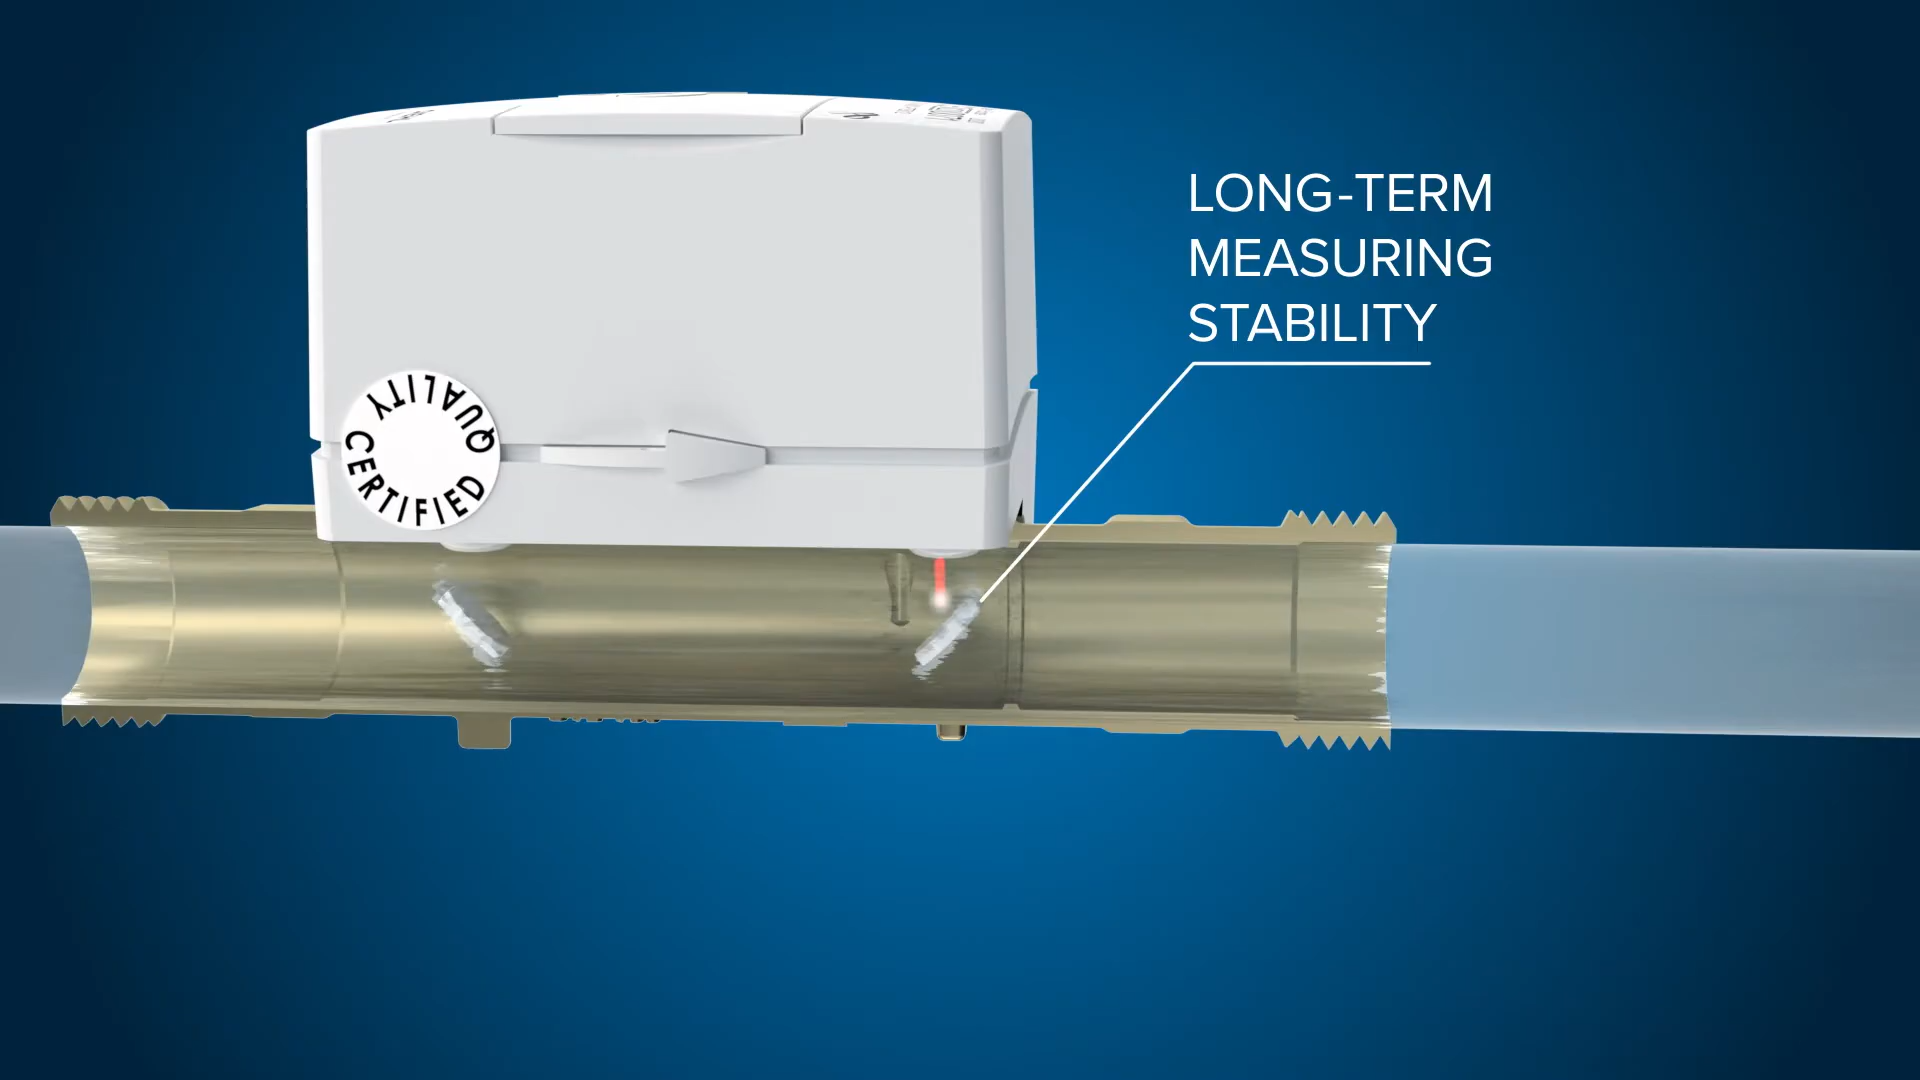 LONG-TERM
MEASURING
STABILITY
QUALITY
CERTIFIED